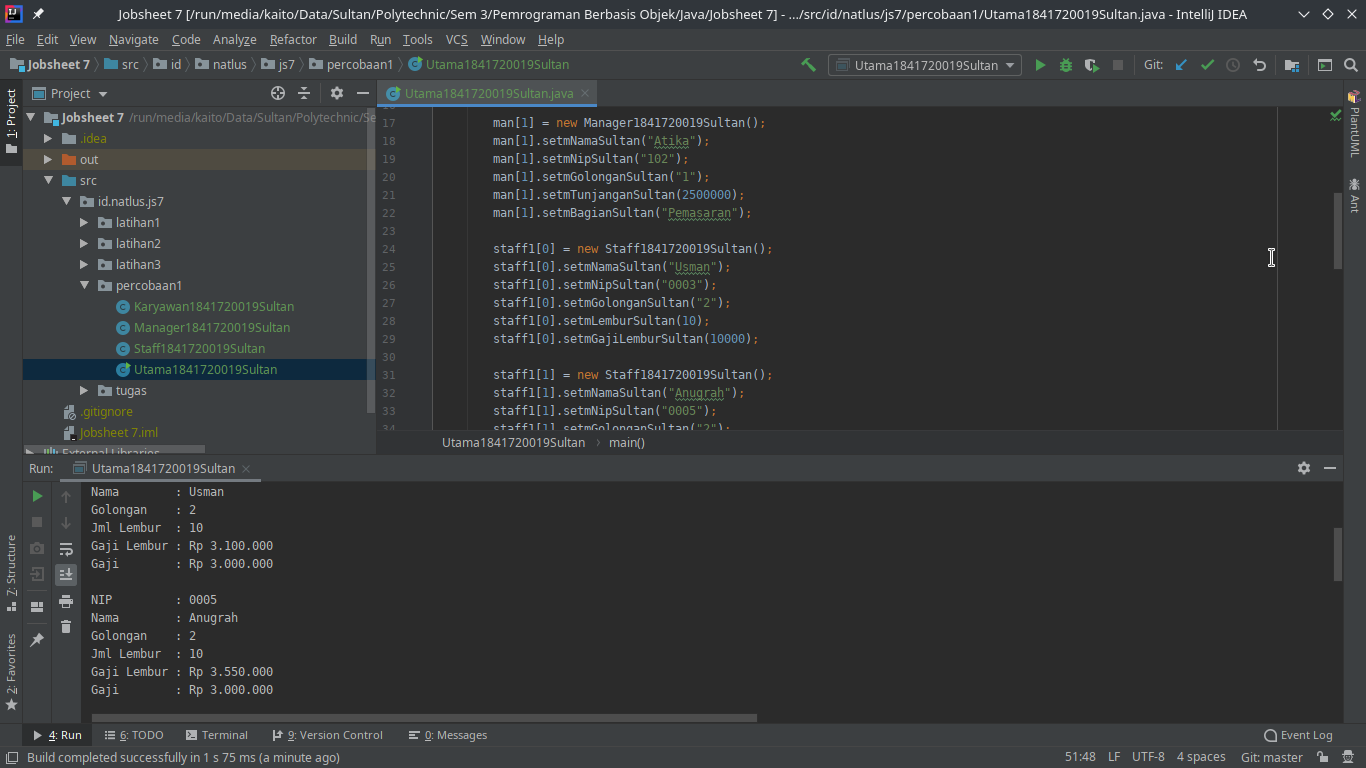 Jobsheet 7 [/run/media/kaito/Data/Sultan/Polytechnic/Sem 3/Pemrograman Berbasis Objek/Java/Jobsheet 7] - .../src/id/natlus/js7/percobaan1/Utama1841720019Sultan.java - IntelliJ IDEA
File Edit View Navigate Code Analyze Refactor Build Run Tools VCS Window Help
Jobsheet 7 src id natlus js7 percobaan1 Utama1841720019Sultan Utama1841720019Sultan Git:
1: Project
Project
Utama1841720019Sultan.java
Jobsheet 7 /run/media/kaito/Data/Sultan/Polytechnic/Se
.idea
out
src
id.natlus.js7
latihan1
latihan2
latihan3
percobaan1
Karyawan1841720019Sultan
Manager1841720019Sultan
Staff1841720019Sultan
Utama1841720019Sultan
tugas
.gitignore
Jobsheet 7.iml
External Libraries
17 man[1] = new Manager1841720019Sultan();
18 man[1].setmNamaSultan("Atika");
19 man[1].setmNipSultan("102");
20 man[1].setmGolonganSultan("1");
21 man[1].setmTunjanganSultan(2500000);
22 man[1].setmBagianSultan("Pemasaran");
23
24 staff1[0] = new Staff1841720019Sultan();
25 staff1[0].setmNamaSultan("Usman");
26 staff1[0].setmNipSultan("0003");
27 staff1[0].setmGolonganSultan("2");
28 staff1[0].setmLemburSultan(10);
29 staff1[0].setmGajiLemburSultan(10000);
30
31 staff1[1] = new Staff1841720019Sultan();
32 staff1[1].setmNamaSultan("Anugrah");
33 staff1[1].setmNipSultan("0005");
34 staff1[1].setmGolonganSultan("2");
Utama1841720019Sultan main()
PlantUML
Ant
Run: Utama1841720019Sultan
Nama : Usman
Golongan : 2
Jml Lembur : 10
Gaji Lembur : Rp 3.100.000
Gaji : Rp 3.000.000
NIP : 0005
Nama : Anugrah
Golongan : 2
Jml Lembur : 10
Gaji Lembur : Rp 3.550.000
Gaji : Rp 3.000.000
7: Structure
2: Favorites
4: Run 6: TODO Terminal 9: Version Control 0: Messages Event Log
Build completed successfully in 1 s 75 ms (a minute ago) 51:48 LF UTF-8 4 spaces Git: master